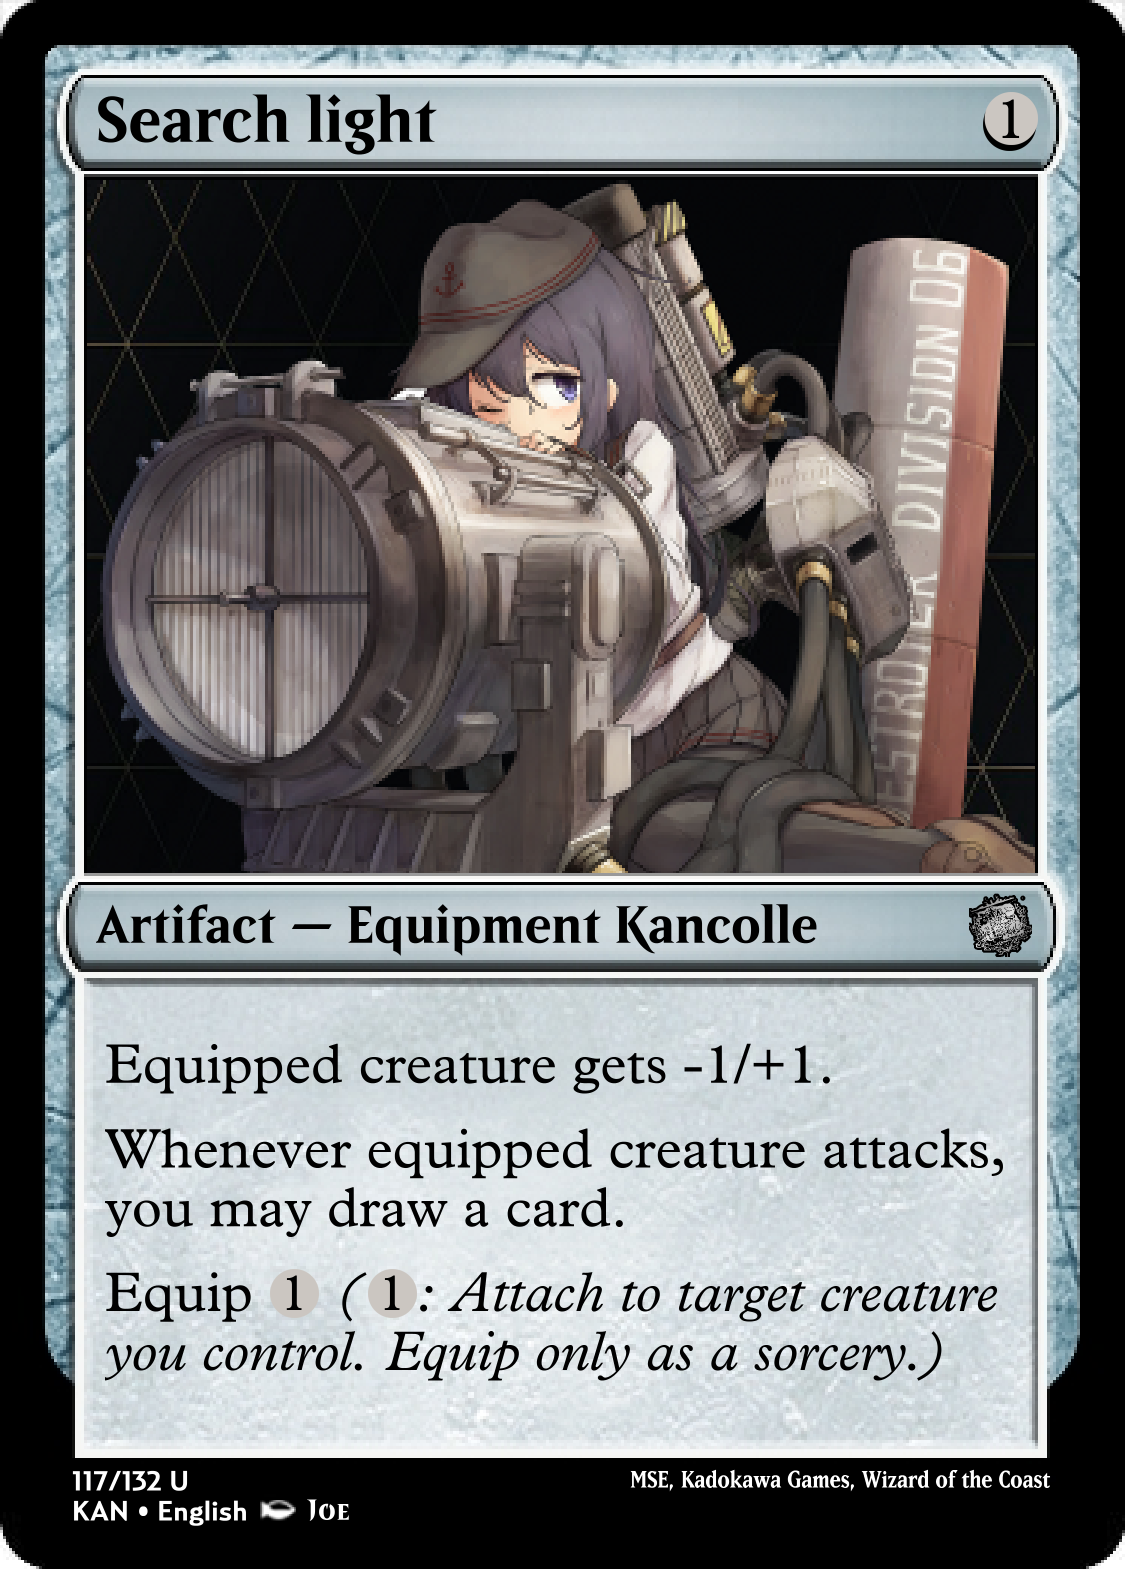 Search light
1
DESTROYER DIVISION D6
Artifact — Equipment Kancolle
Equipped creature gets -1/+1.
Whenever equipped creature attacks,
you may draw a card.
Equip 1 (1: Attach to target creature
you control. Equip only as a sorcery.)
117/132 U
MSE, Kadokawa Games, Wizard of the Coast
KAN • English JOE